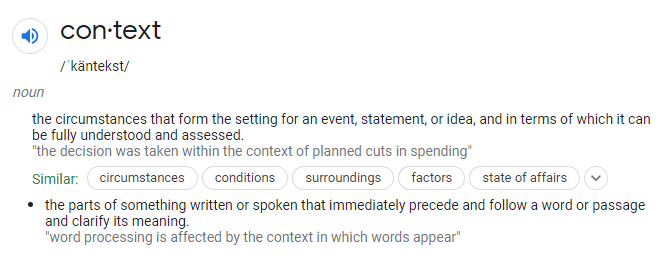 con·text
/ˈkäntekst/
noun
the circumstances that form the setting for an event, statement, or idea, and in terms of which it can
be fully understood and assessed.
"the decision was taken within the context of planned cuts in spending"
Similar: circumstances conditions surroundings factors state of affairs
• the parts of something written or spoken that immediately precede and follow a word or passage
and clarify its meaning.
"word processing is affected by the context in which words appear"